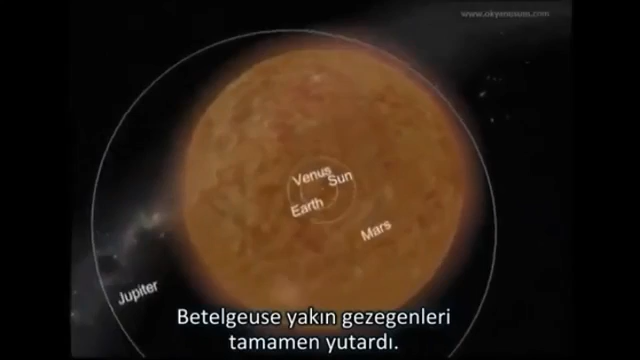 www.okyanusum.com
Venus
Sun
Earth
Mars
Jupiter
Betelgeuse yakın gezegenleri
tamamen yutardı.